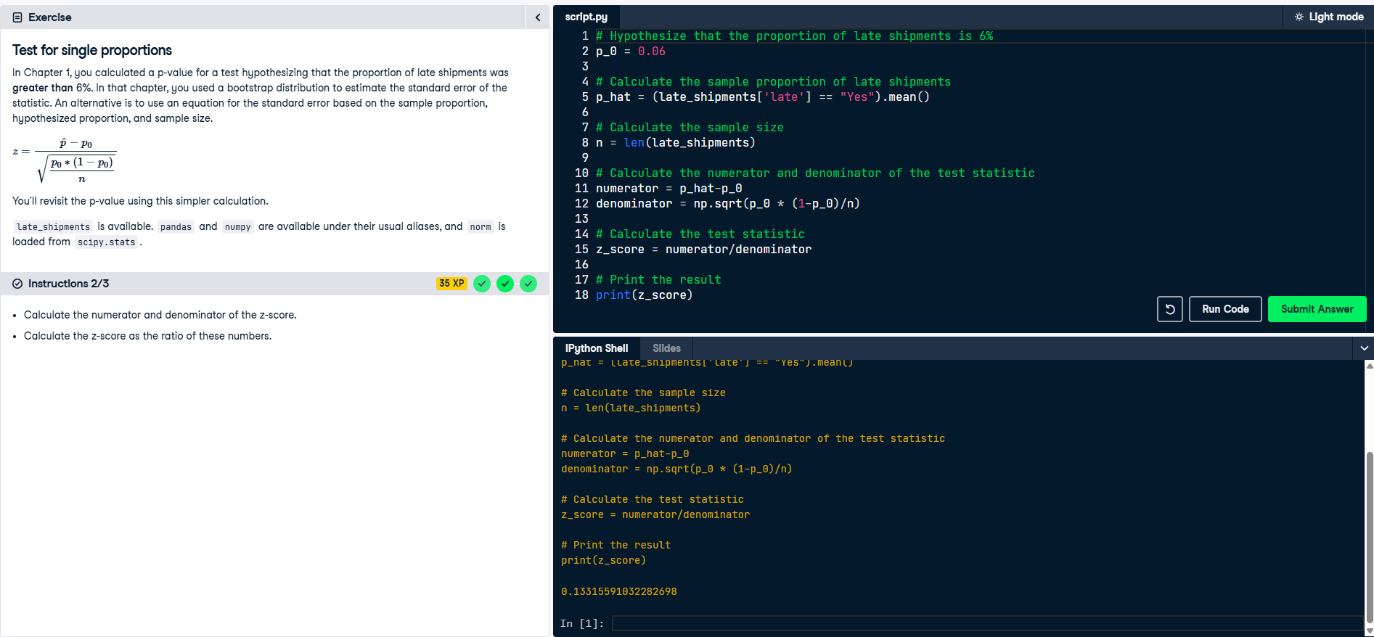 Exercise
Test for single proportions
In Chapter 1, you calculated a p-value for a test hypothesizing that the proportion of late shipments was
greater than 6%. In that chapter, you used a bootstrap distribution to estimate the standard error of the
statistic. An alternative is to use an equation for the standard error based on the sample proportion,
hypothesized proportion, and sample size.
z = (p̂ − p₀) / √(p₀ ∗ (1 − p₀) / n)
You'll revisit the p-value using this simpler calculation.
late_shipments is available. pandas and numpy are available under their usual aliases, and norm is
loaded from scipy.stats .
Instructions 2/3
35 XP
• Calculate the numerator and denominator of the z-score.
• Calculate the z-score as the ratio of these numbers.
script.py
Light mode
1 # Hypothesize that the proportion of late shipments is 6%
2 p_0 = 0.06
3
4 # Calculate the sample proportion of late shipments
5 p_hat = (late_shipments['late'] == "Yes").mean()
6
7 # Calculate the sample size
8 n = len(late_shipments)
9
10 # Calculate the numerator and denominator of the test statistic
11 numerator = p_hat-p_0
12 denominator = np.sqrt(p_0 * (1-p_0)/n)
13
14 # Calculate the test statistic
15 z_score = numerator/denominator
16
17 # Print the result
18 print(z_score)
Run Code
Submit Answer
IPython Shell
Slides
p_hat = (late_shipments['late'] == "Yes").mean()
# Calculate the sample size
n = len(late_shipments)
# Calculate the numerator and denominator of the test statistic
numerator = p_hat-p_0
denominator = np.sqrt(p_0 * (1-p_0)/n)
# Calculate the test statistic
z_score = numerator/denominator
# Print the result
print(z_score)
0.13315591032282698
In [1]: